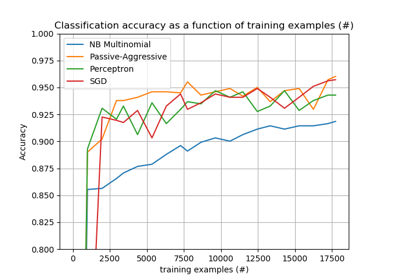 Classification accuracy as a function of training examples (#)
1.000
0.975
0.950
0.925
0.900
0.875
0.850
0.825
0.800
Accuracy
NB Multinomial
Passive-Aggressive
Perceptron
SGD
0 2500 5000 7500 10000 12500 15000 17500
training examples (#)